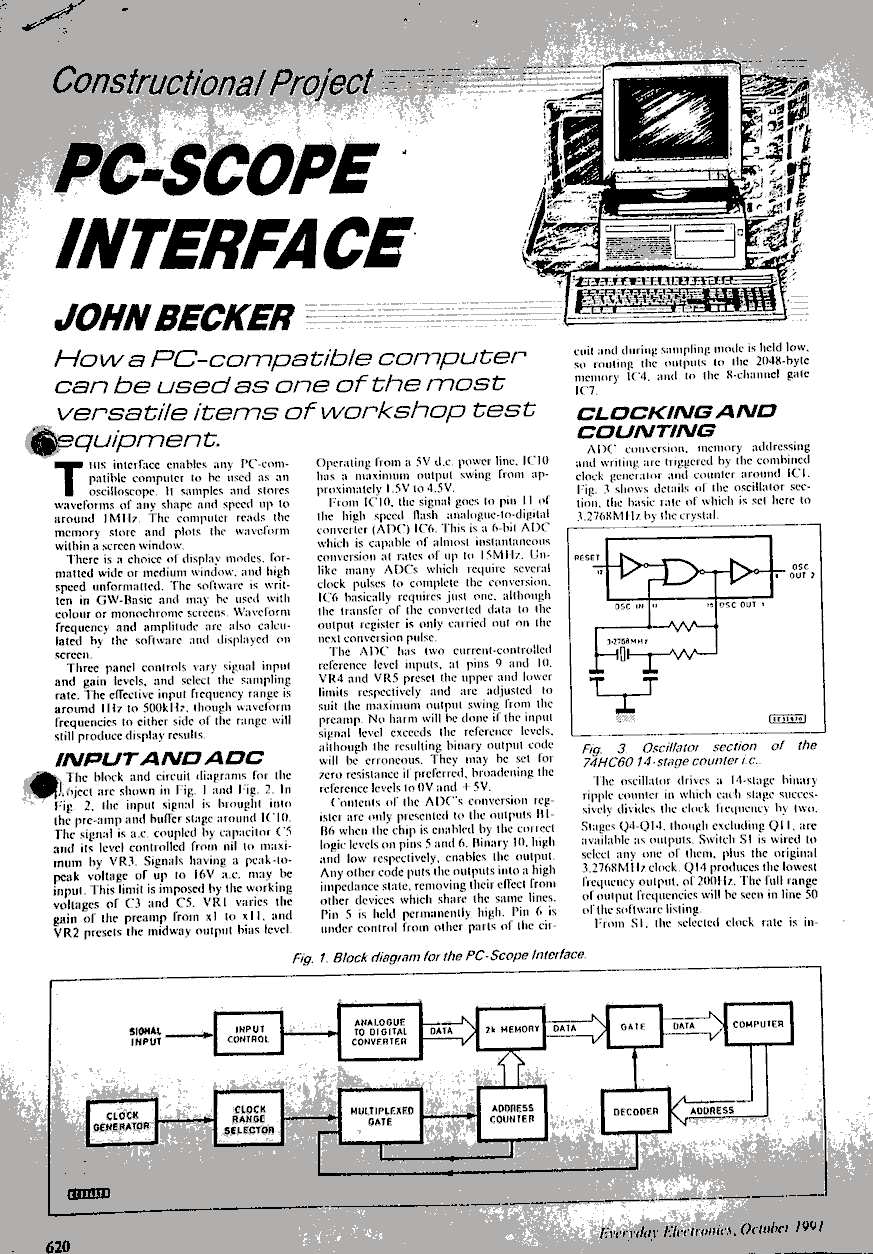 Constructional Project
PC-SCOPE
INTERFACE
JOHN BECKER
How a PC-compatible computer
can be used as one of the most
versatile items of workshop test
equipment.
THIS interface enables any PC-com-
patible computer to be used as an
oscilloscope. It samples and stores
waveforms of any shape and speed up to
around 1MHz. The computer reads the
memory store and plots the waveform
within a screen window.
There is a choice of display modes, for-
matted wide or medium window, and high
speed unformatted. The software is writ-
ten in GW-Basic and may be used with
colour or monochrome screens. Waveform
frequency and amplitude are also calcu-
lated by the software and displayed on
screen.
Three panel controls vary signal input
and gain levels, and select the sampling
rate. The effective input frequency range is
around 1Hz to 500kHz, though waveform
frequencies to either side of the range will
still produce display results.
INPUT AND ADC
The block and circuit diagrams for the
project are shown in Fig. 1 and Fig. 2. In
Fig. 2, the input signal is brought into
the pre-amp and buffer stage around IC10.
The signal is a.c. coupled by capacitor C5
and its level controlled from nil to maxi-
mum by VR3. Signals having a peak-to-
peak voltage of up to 16V a.c. may be
input. This limit is imposed by the working
voltages of C3 and C5. VR1 varies the
gain of the preamp from x1 to x11, and
VR2 presets the midway output bias level.
Operating from a 5V d.c. power line, IC10
has a maximum output swing from ap-
proximately 1.5V to 4.5V.
From IC10, the signal goes to pin 11 of
the high speed flash analogue-to-digital
converter (ADC) IC6. This is a 6-bit ADC
which is capable of almost instantaneous
conversion at rates of up to 15MHz. Un-
like many ADCs which require several
clock pulses to complete the conversion,
IC6 basically requires just one, although
the transfer of the converted data to the
output register is only carried out on the
next conversion pulse.
The ADC has two current-controlled
reference level inputs, at pins 9 and 10.
VR4 and VR5 preset the upper and lower
limits respectively and are adjusted to
suit the maximum output swing from the
preamp. No harm will be done if the input
signal level exceeds the reference levels,
although the resulting binary output code
will be erroneous. They may be set for
zero resistance if preferred, broadening the
reference levels to 0V and +5V.
Contents of the ADC's conversion reg-
ister are only presented to the outputs B1-
B6 when the chip is enabled by the correct
logic levels on pins 5 and 6. Binary 10, high
and low respectively, enables the output.
Any other code puts the outputs into a high
impedance state, removing their effect from
other devices which share the same lines.
Pin 5 is held permanently high. Pin 6 is
under control from other parts of the cir-
cuit and during sampling mode is held low,
so routing the outputs to the 2048-byte
memory IC4, and to the 8-channel gate
IC7.
CLOCKING AND
COUNTING
ADC conversion, memory addressing
and writing are triggered by the combined
clock generator and counter around IC1.
Fig. 3 shows details of the oscillator sec-
tion, the basic rate of which is set here to
3.2768MHz by the crystal.
RESET
12
OSC
OUT 2
OSC IN 11
10 OSC OUT 1
3·2768MHz
Fig. 3. Oscillator section of the
74HC60 14-stage counter i.c..
The oscillator drives a 14-stage binary
ripple counter in which each stage succes-
sively divides the clock frequency by two.
Stages Q4-Q14, though excluding Q11, are
available as outputs. Switch S1 is wired to
select any one of them, plus the original
3.2768MHz clock. Q14 produces the lowest
frequency output, of 200Hz. The full range
of output frequencies will be seen in line 50
of the software listing.
From S1, the selected clock rate is in-
Fig. 1. Block diagram for the PC-Scope Interface.
SIGNAL
INPUT
INPUT
CONTROL
ANALOGUE
TO DIGITAL
CONVERTER
DATA
2k MEMORY
DATA
GATE
DATA
COMPUTER
CLOCK
GENERATOR
CLOCK
RANGE
SELECTOR
MULTIPLEXED
GATE
ADDRESS
COUNTER
DECODER
ADDRESS
620
Everyday Electronics, October 1991